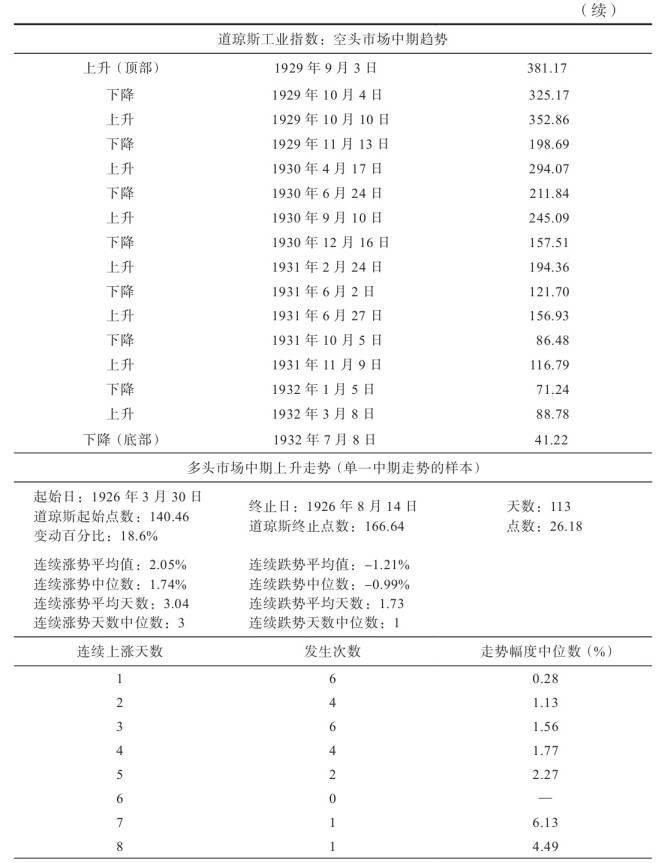 （续）
道琼斯工业指数：空头市场中期趋势
上升（顶部） 1929 年 9 月 3 日 381.17
下降 1929 年 10 月 4 日 325.17
上升 1929 年 10 月 10 日 352.86
下降 1929 年 11 月 13 日 198.69
上升 1930 年 4 月 17 日 294.07
下降 1930 年 6 月 24 日 211.84
上升 1930 年 9 月 10 日 245.09
下降 1930 年 12 月 16 日 157.51
上升 1931 年 2 月 24 日 194.36
下降 1931 年 6 月 2 日 121.70
上升 1931 年 6 月 27 日 156.93
下降 1931 年 10 月 5 日 86.48
上升 1931 年 11 月 9 日 116.79
下降 1932 年 1 月 5 日 71.24
上升 1932 年 3 月 8 日 88.78
下降（底部） 1932 年 7 月 8 日 41.22
多头市场中期上升走势（单一中期走势的样本）
起始日：1926 年 3 月 30 日
道琼斯起始点数：140.46
变动百分比：18.6%
终止日：1926 年 8 月 14 日
道琼斯终止点数：166.64
天数：113
点数：26.18
连续涨势平均值：2.05% 连续跌势平均值：–1.21%
连续涨势中位数：1.74% 连续跌势中位数：–0.99%
连续涨势平均天数：3.04 连续跌势平均天数：1.73
连续涨势天数中位数：3 连续跌势天数中位数：1
连续上涨天数 发生次数 走势幅度中位数（%）
1 6 0.28
2 4 1.13
3 6 1.56
4 4 1.77
5 2 2.27
6 0 —
7 1 6.13
8 1 4.49